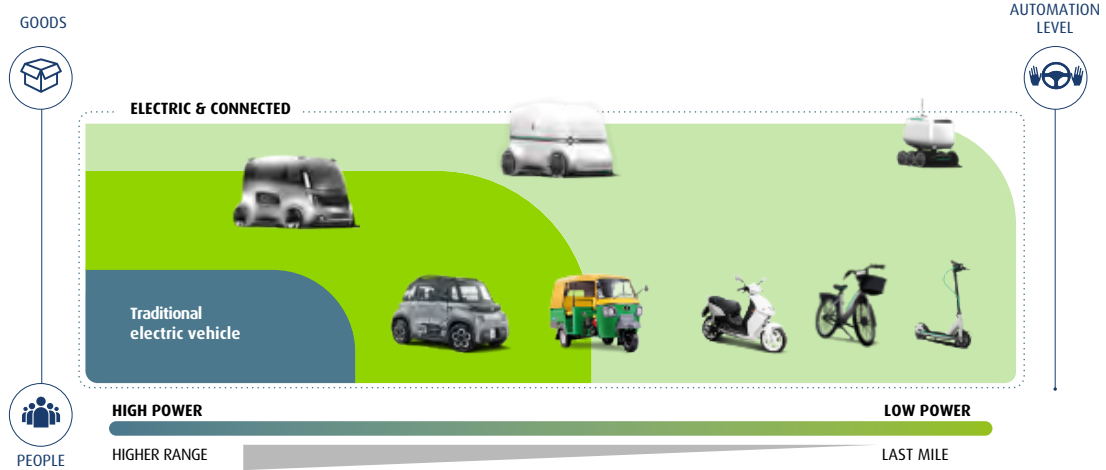 GOODS
AUTOMATION
LEVEL
ELECTRIC & CONNECTED
Traditional
electric vehicle
HIGH POWER
LOW POWER
PEOPLE
HIGHER RANGE
LAST MILE